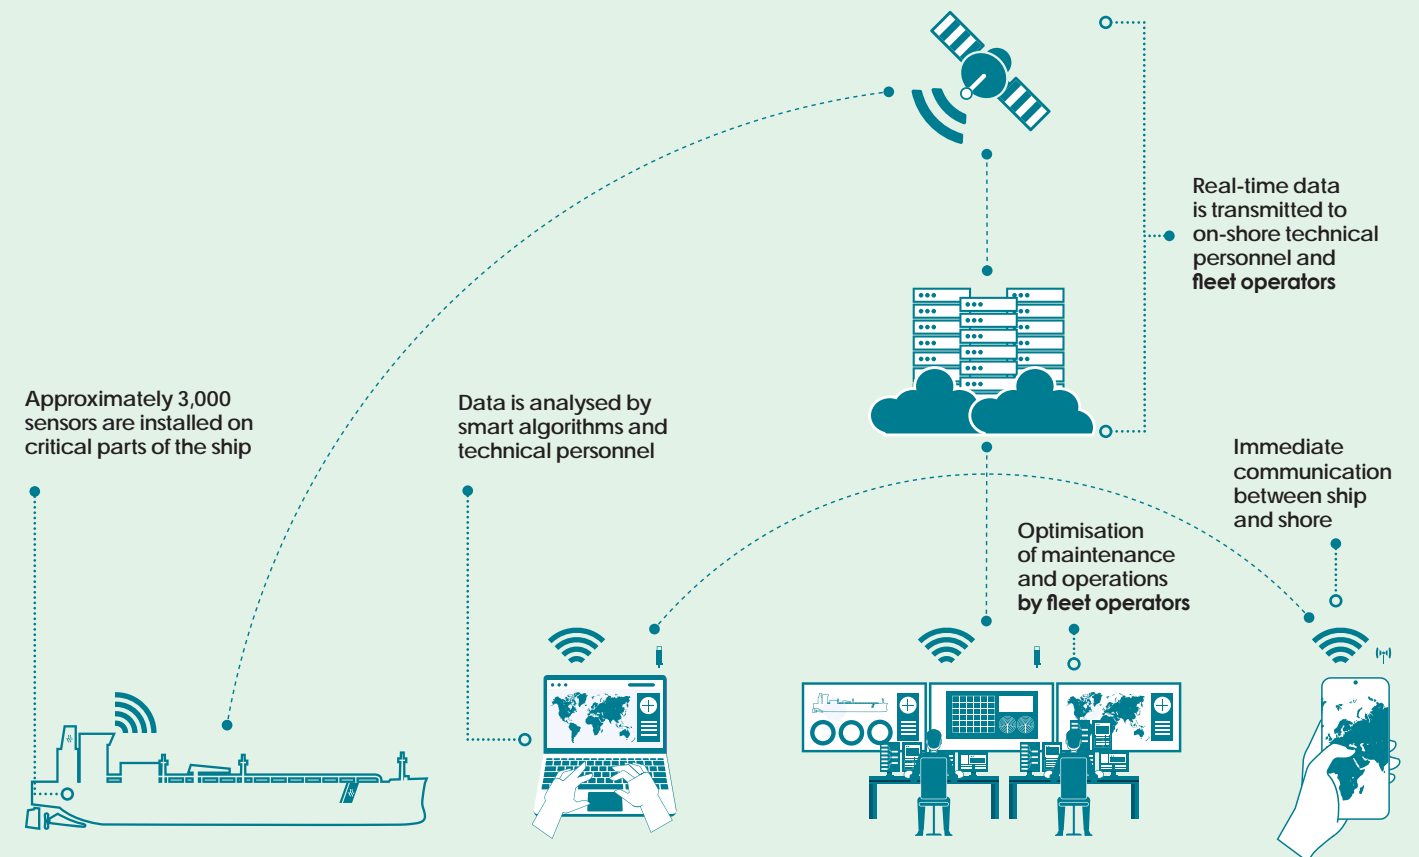 Approximately 3,000
sensors are installed on
critical parts of the ship
Data is analysed by
smart algorithms and
technical personnel
Real-time data
is transmitted to
on-shore technical
personnel and
fleet operators
Optimisation
of maintenance
and operations
by fleet operators
Immediate
communication
between ship
and shore